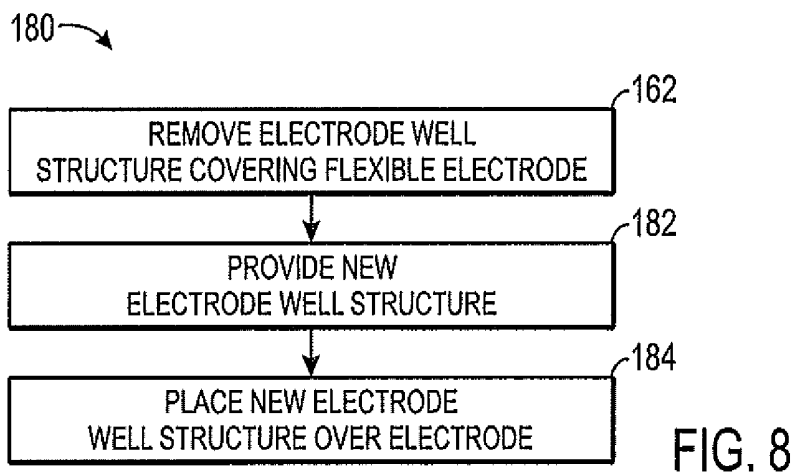 180
162
REMOVE ELECTRODE WELL
STRUCTURE COVERING FLEXIBLE ELECTRODE
182
PROVIDE NEW
ELECTRODE WELL STRUCTURE
184
PLACE NEW ELECTRODE
WELL STRUCTURE OVER ELECTRODE
FIG. 8